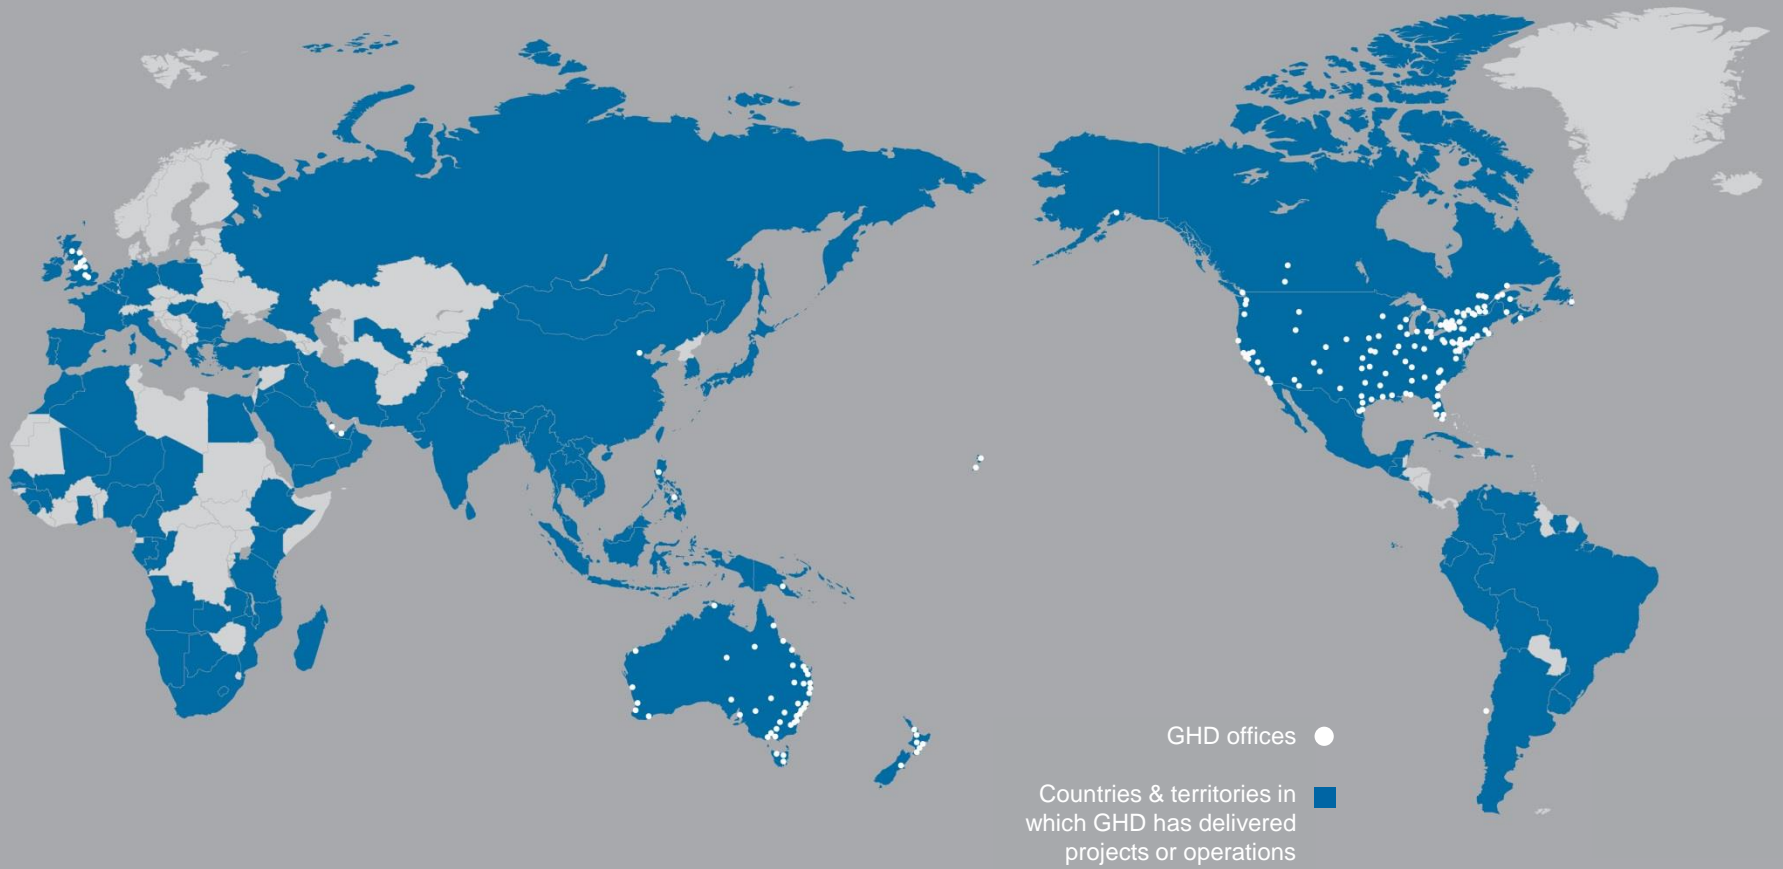 GHD offices
Countries & territories in
which GHD has delivered
projects or operations